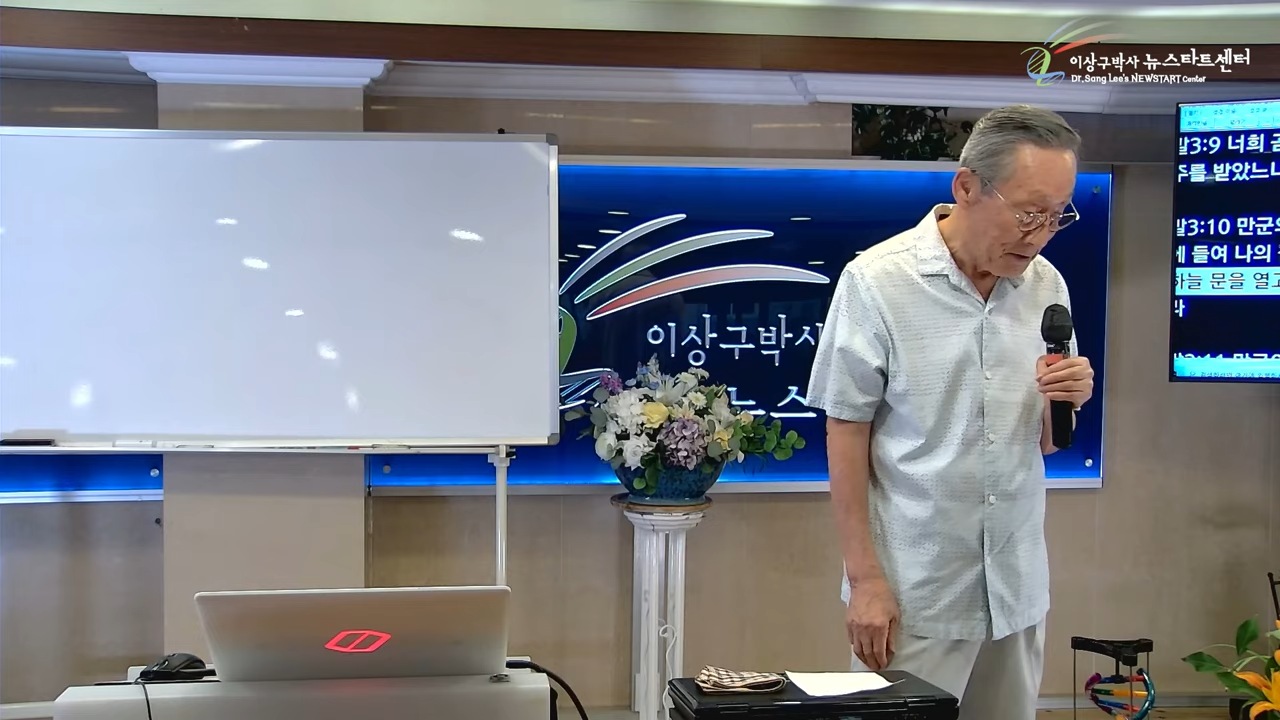 이상구박사 뉴스타트센터
Dr. Sang Lee's NEWSTART Center
말3:9 너희
주를 받았느니
말3:10 만군의
에 들여 나의
하늘 문을 열고
라
이상구박사
뉴스